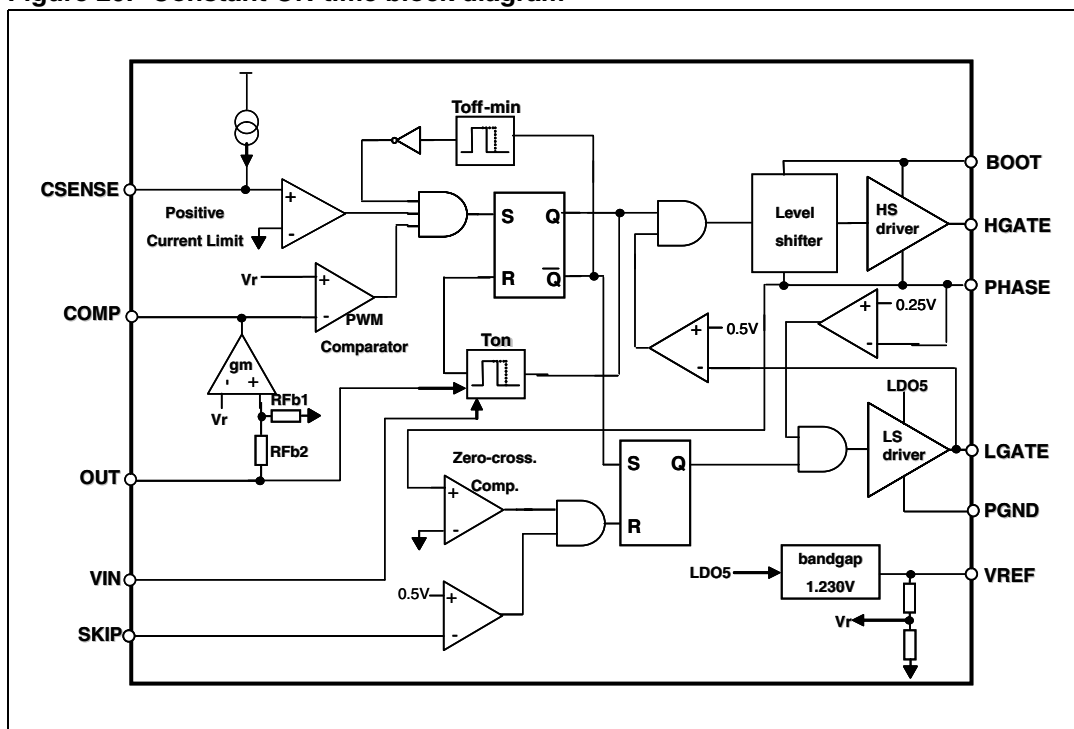 Figure Constant ON-time block diagram
Toff-min
CSENSE
Positive
Current Limit
+
-
S
Q
R
Q
Level
shifter
HS
driver
BOOT
HGATE
PHASE
Vr
+
-
PWM
Comparator
COMP
gm
-
+
Vr
RFb1
RFb2
Ton
+
0.5V
-
+
0.25V
-
LDO5
LS
driver
LGATE
PGND
OUT
Zero-cross.
Comp.
+
-
S
Q
R
VIN
0.5V
+
-
SKIP
LDO5
bandgap
1.230V
VREF
Vr